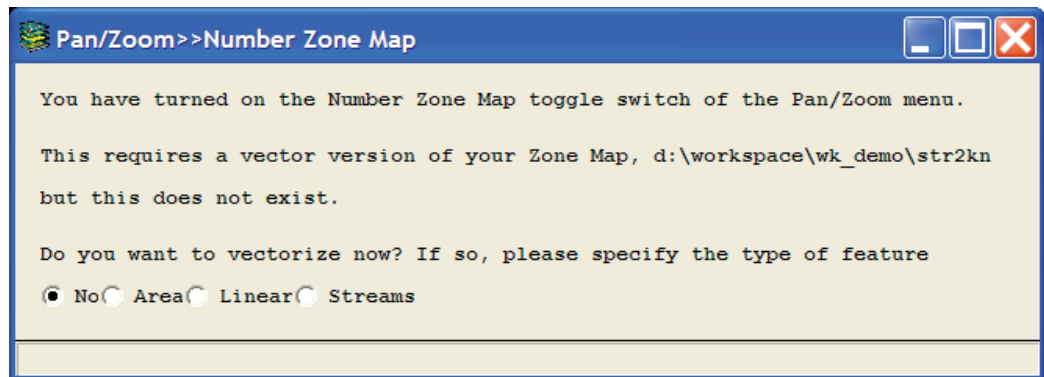 Pan/Zoom>>Number Zone Map
You have turned on the Number Zone Map toggle switch of the Pan/Zoom menu.
This requires a vector version of your Zone Map, d:\workspace\wk_demo\str2kn
but this does not exist.
Do you want to vectorize now? If so, please specify the type of feature
No Area Linear Streams